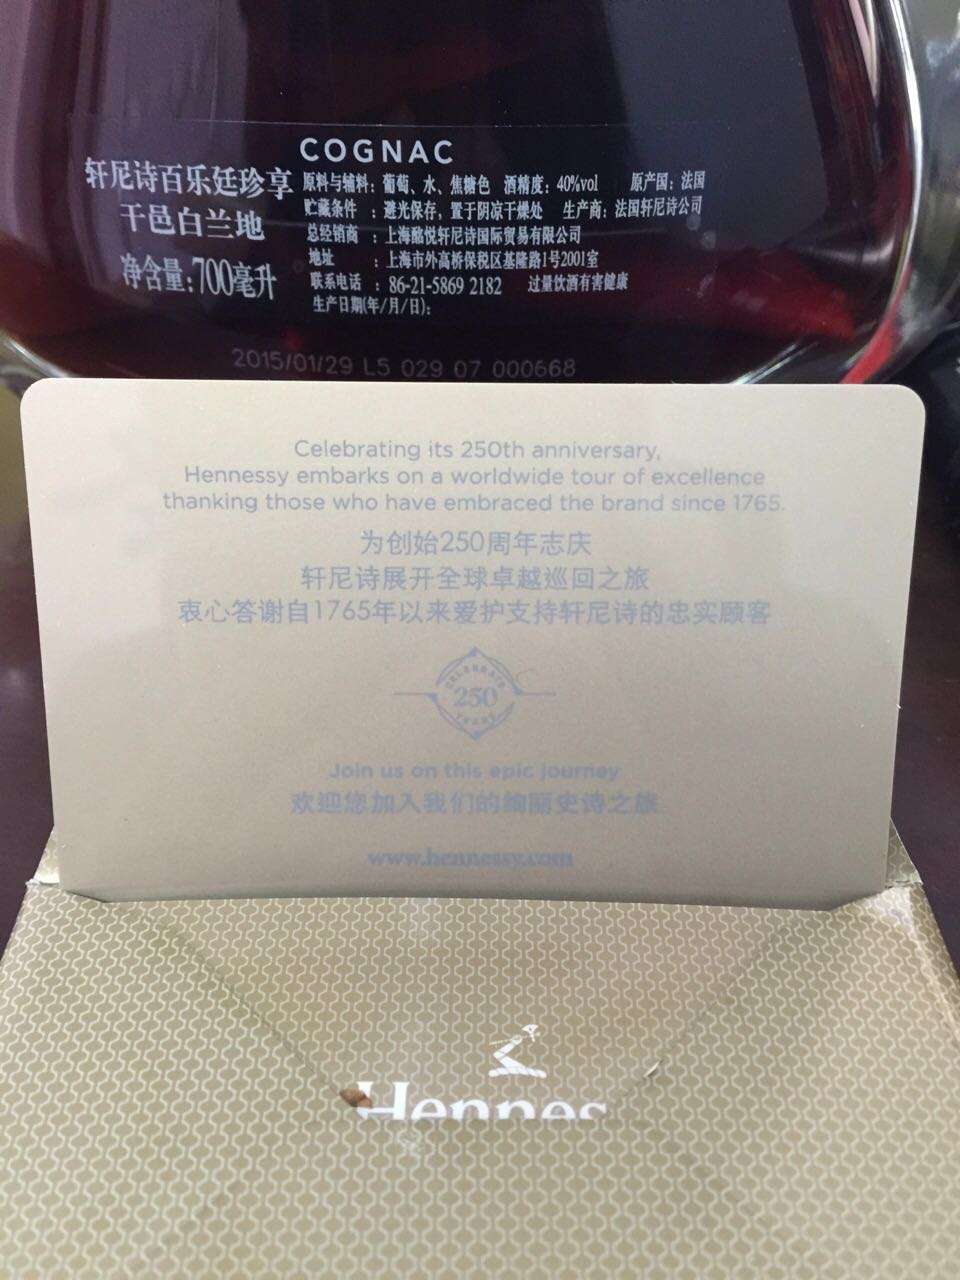 COGNAC
轩尼诗百乐廷珍享
干邑白兰地
净含量:700毫升
原料与辅料: 葡萄、水、焦糖色 酒精度: 40%vol 原产国: 法国
贮藏条件 : 避光保存, 置于阴凉干燥处 生产商: 法国轩尼诗公司
总经销商 : 上海酩悦轩尼诗国际贸易有限公司
地址 : 上海市外高桥保税区基隆路1号2001室
联系电话 : 86-21-5869 2182 过量饮酒有害健康
生产日期(年/月/日):
2015/01/29 L5 029 07 000668
Celebrating its 250th anniversary,
Hennessy embarks on a worldwide tour of excellence
thanking those who have embraced the brand since 1765.
为创始250周年志庆
轩尼诗展开全球卓越巡回之旅
衷心答谢自1765年以来爱护支持轩尼诗的忠实顾客
CELEBRATE
250
YEARS
Join us on this epic journey
欢迎您加入我们的绚丽史诗之旅
www.hennessy.com
Hennes